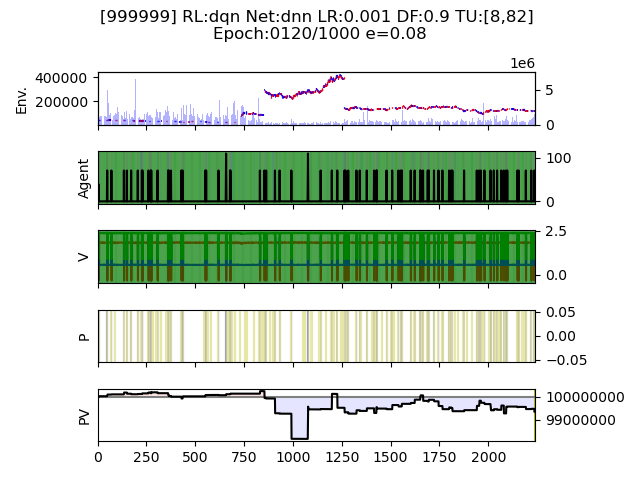 [999999] RL:dqn Net:dnn LR:0.001 DF:0.9 TU:[8,82]
Epoch:0120/1000 e=0.08
1e6
Env.
400000
200000
5
0
Agent
100
0
V
2.5
0.0
P
0.05
0.00
−0.05
PV
100000000
99000000
0 250 500 750 1000 1250 1500 1750 2000